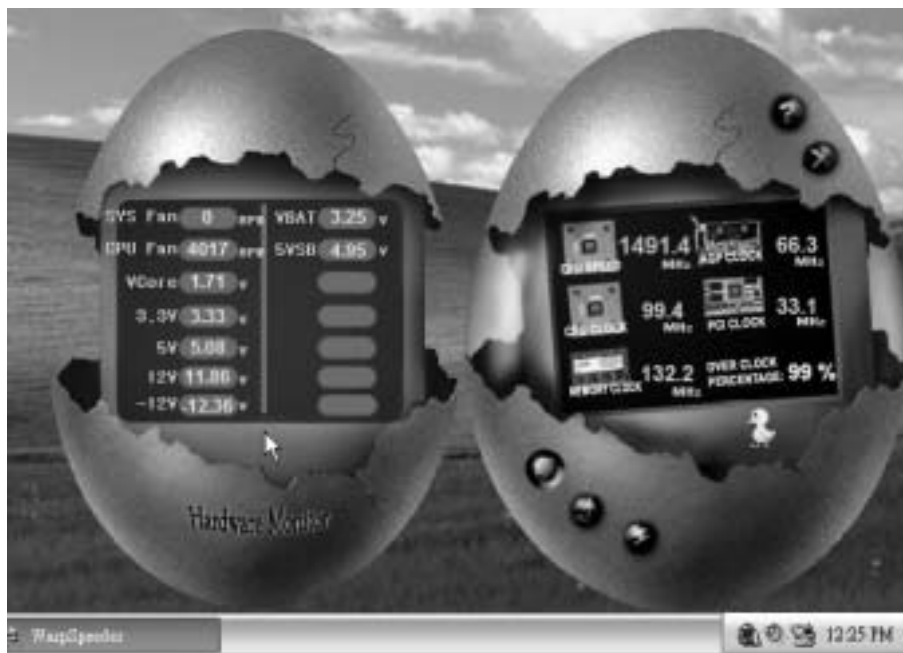 SYS Fan 0 RPM VBAT 3.25 v
CPU Fan 4017 RPM 5VSB 4.95 v
VCore 1.71 v
3.3V 3.33 v
5V 5.08 v
12V 11.86 v
-12V -12.36 v
Hardware Monitor
?
CPU SPEED 1491.4 MHz AGP CLOCK 66.3 MHz
CPU CLOCK 99.4 MHz PCI CLOCK 33.1 MHz
MEMORY CLOCK 132.2 MHz OVER CLOCK PERCENTAGE: 99 %
WarpSpeeder
12:25 PM